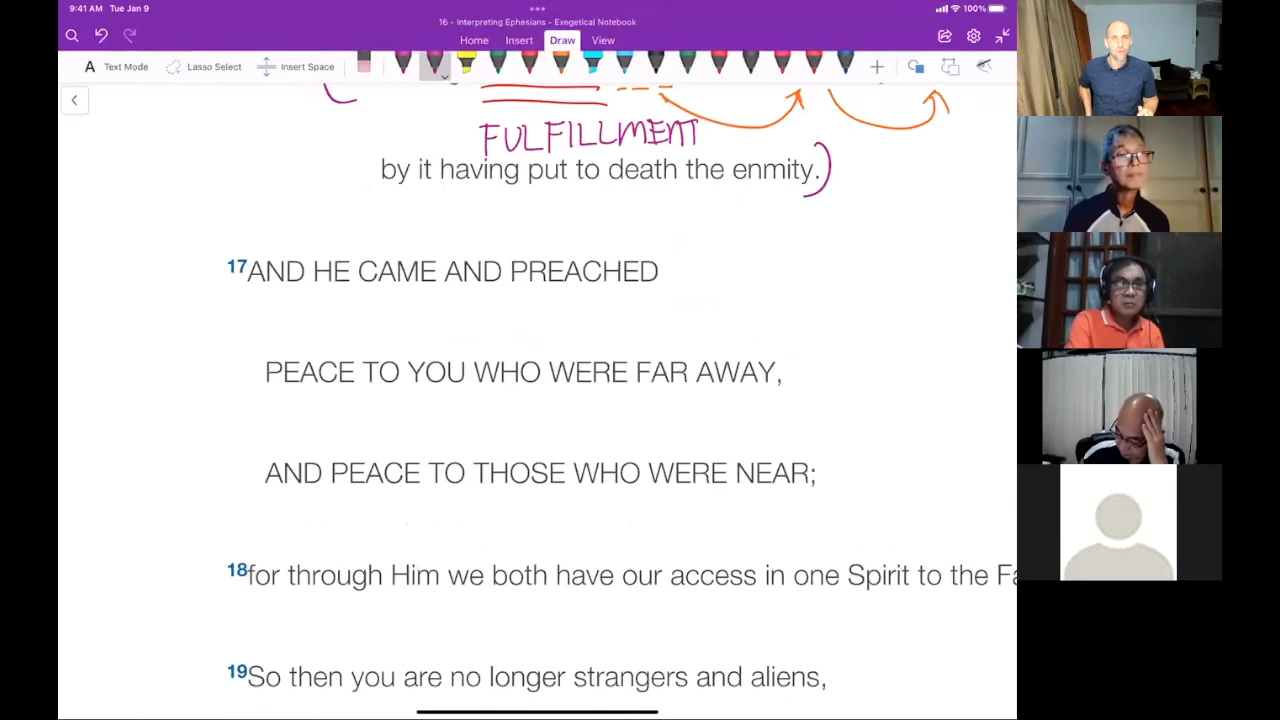 9:41 AM Tue Jan 9
100%
16 - Interpreting Ephesians - Exegetical Notebook
Home Insert Draw View
A Text Mode Lasso Select Insert Space
FULFILLMENT
by it having put to death the enmity.)
17AND HE CAME AND PREACHED
PEACE TO YOU WHO WERE FAR AWAY,
AND PEACE TO THOSE WHO WERE NEAR;
18for through Him we both have our access in one Spirit to the Fa
19So then you are no longer strangers and aliens,